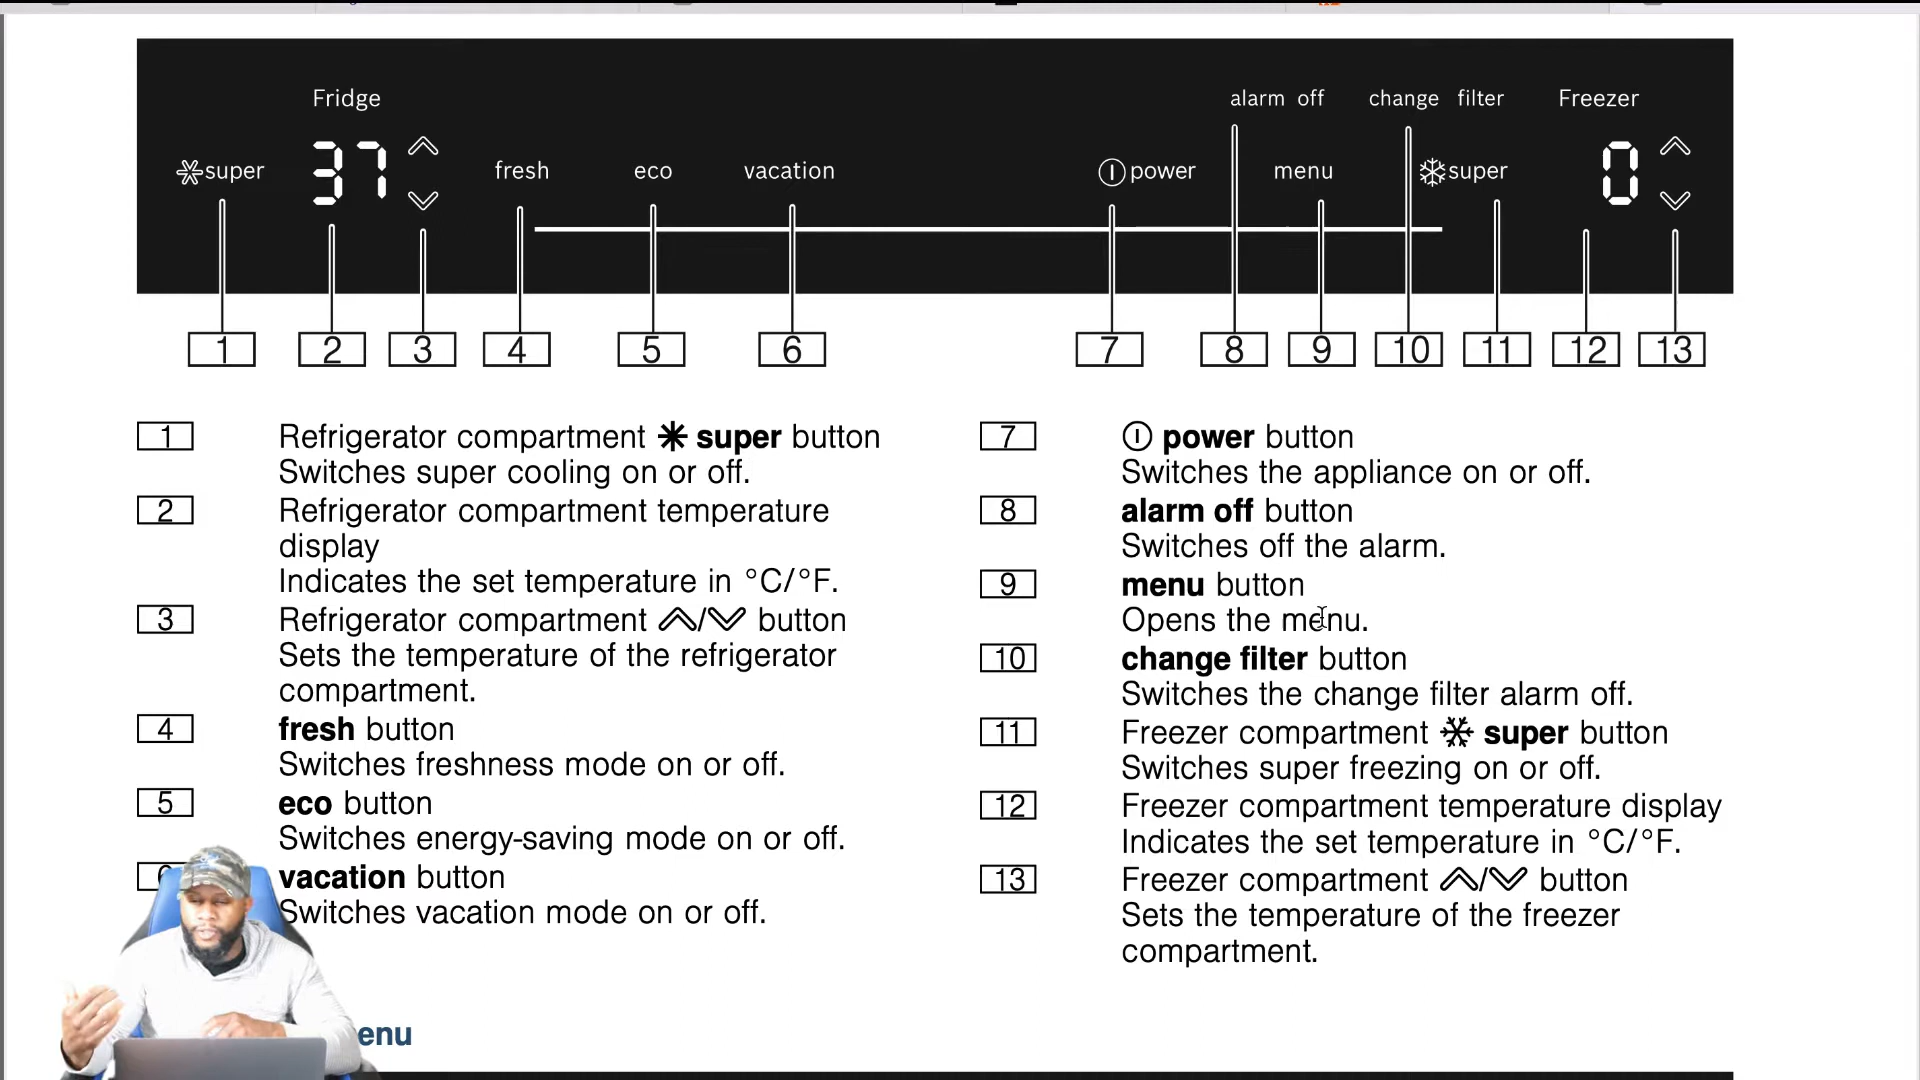 Fridge
alarm off
change filter
Freezer
super
37
fresh
eco
vacation
power
menu
super
0
1
2
3
4
5
6
7
8
9
10
11
12
13
1 Refrigerator compartment super button
Switches super cooling on or off.
2 Refrigerator compartment temperature
display
Indicates the set temperature in °C/°F.
3 Refrigerator compartment / button
Sets the temperature of the refrigerator
compartment.
4 fresh button
Switches freshness mode on or off.
5 eco button
Switches energy-saving mode on or off.
vacation button
Switches vacation mode on or off.
7 power button
Switches the appliance on or off.
8 alarm off button
Switches off the alarm.
9 menu button
Opens the menu.
10 change filter button
Switches the change filter alarm off.
11 Freezer compartment super button
Switches super freezing on or off.
12 Freezer compartment temperature display
Indicates the set temperature in °C/°F.
13 Freezer compartment / button
Sets the temperature of the freezer
compartment.
enu